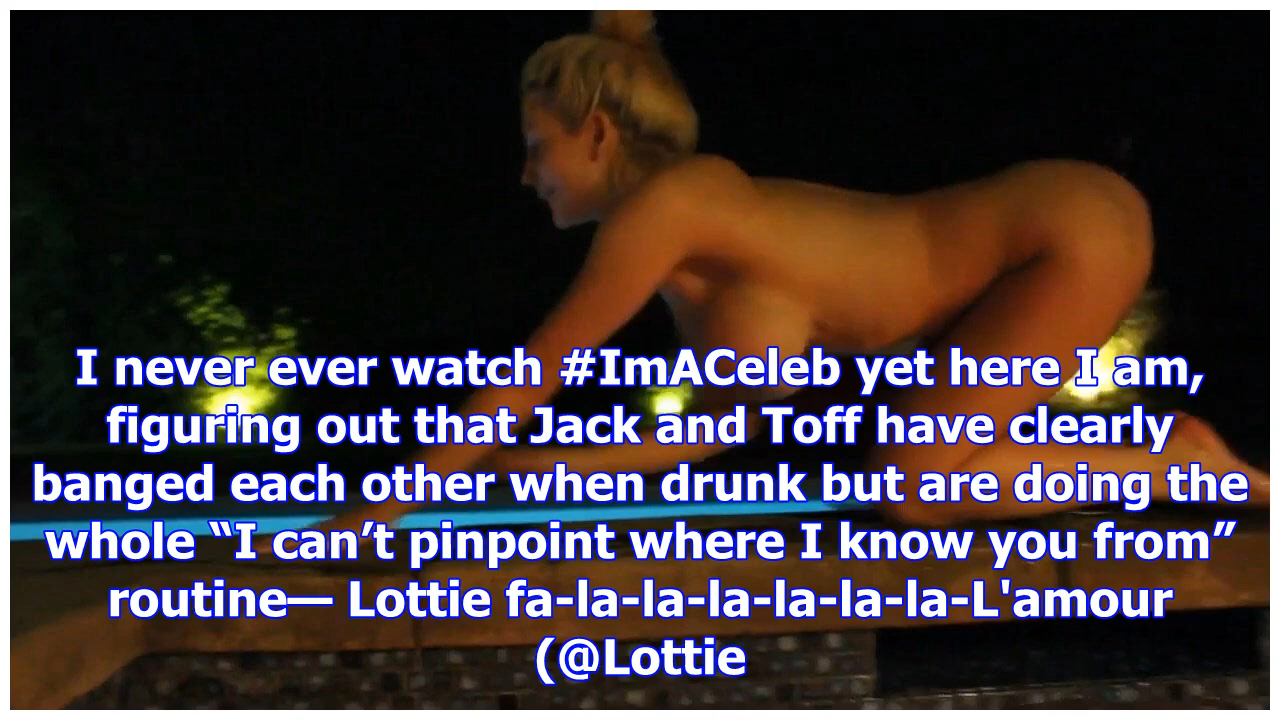 I never ever watch #ImACeleb yet here I am,
figuring out that Jack and Toff have clearly
banged each other when drunk but are doing the
whole “I can’t pinpoint where I know you from”
routine— Lottie fa-la-la-la-la-la-la-L'amour
(@Lottie